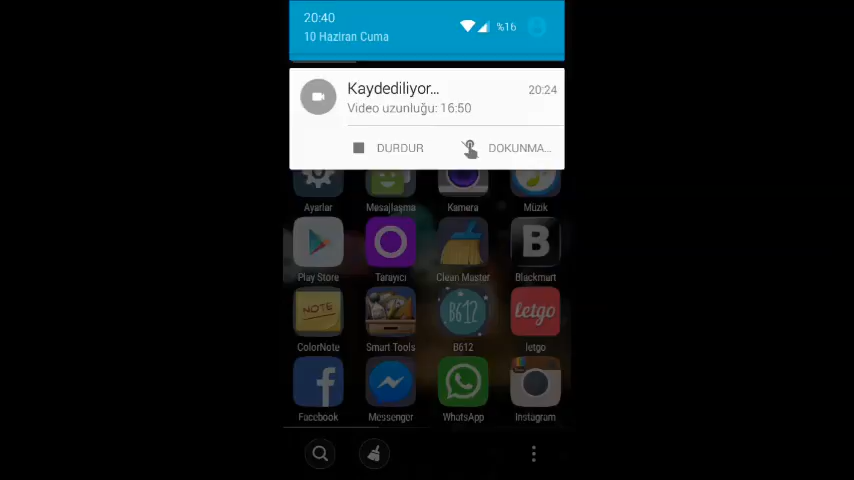 20:40
10 Haziran Cuma
%16
Kaydediliyor...
20:24
Video uzunluğu: 16:50
DURDUR
DOKUNMA...
Ayarlar
Mesajlaşma
Kamera
Müzik
Play Store
Tarayıcı
Clean Master
B
Blackmart
NOTE
ColorNote
Smart Tools
B612
B612
letgo
letgo
Facebook
Messenger
WhatsApp
Instagram